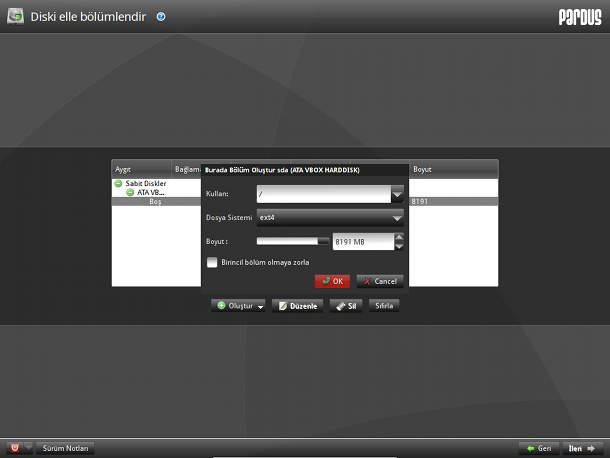 Diski elle bölümlendir
PARDUS
Aygıt Bağlama Boyut
Burada Bölüm Oluştur sda (ATA VBOX HARDDISK)
Sabit Diskler
ATA VB...
Boş 8191
Kullan: /
Dosya Sistemi ext4
Boyut : 8191 MB
Birincil bölüm olmaya zorla
OK Cancel
Oluştur Düzenle Sil Sıfırla
Sürüm Notları Geri İleri